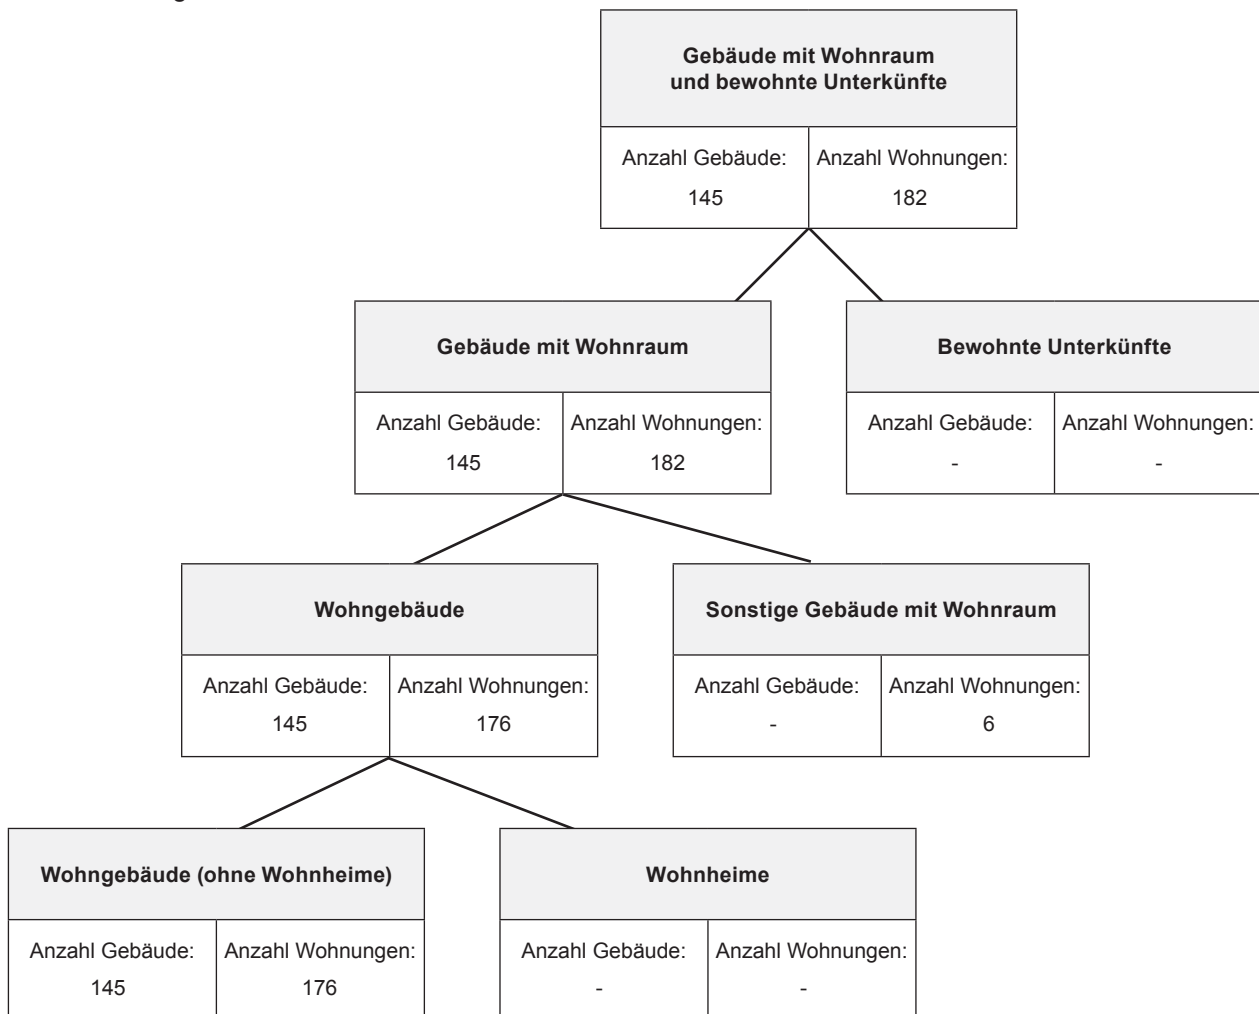 Gebäude mit Wohnraum
und bewohnte Unterkünfte
Anzahl Gebäude: Anzahl Wohnungen:
145 182
Gebäude mit Wohnraum Bewohnte Unterkünfte
Anzahl Gebäude: Anzahl Wohnungen: Anzahl Gebäude: Anzahl Wohnungen:
145 182 - -
Wohngebäude Sonstige Gebäude mit Wohnraum
Anzahl Gebäude: Anzahl Wohnungen: Anzahl Gebäude: Anzahl Wohnungen:
145 176 - 6
Wohngebäude (ohne Wohnheime) Wohnheime
Anzahl Gebäude: Anzahl Wohnungen: Anzahl Gebäude: Anzahl Wohnungen:
145 176 - -